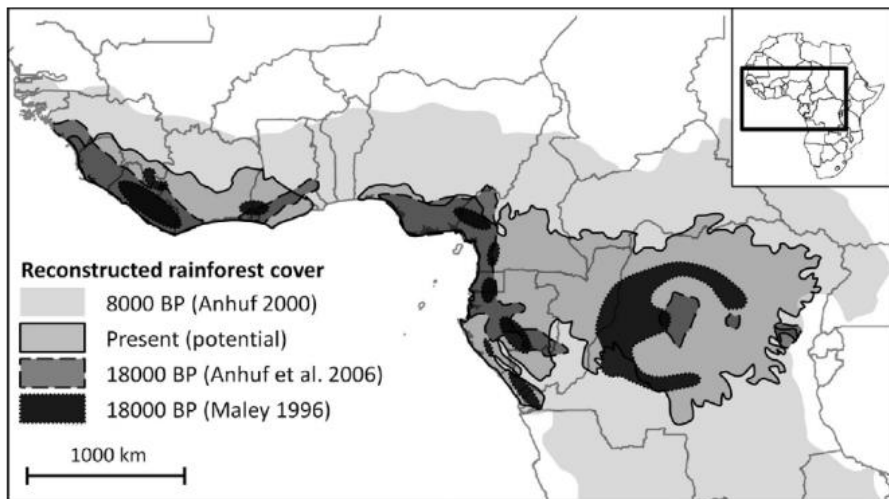 Reconstructed rainforest cover
8000 BP (Anhuf 2000)
Present (potential)
18000 BP (Anhuf et al. 2006)
18000 BP (Maley 1996)
1000 km